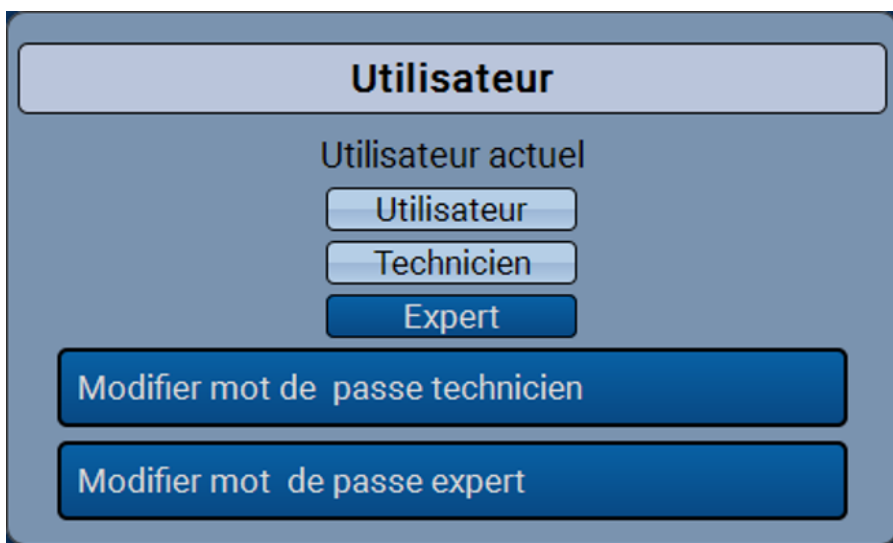 Utilisateur
Utilisateur actuel
Utilisateur
Technicien
Expert
Modifier mot de  passe technicien
Modifier mot  de passe expert